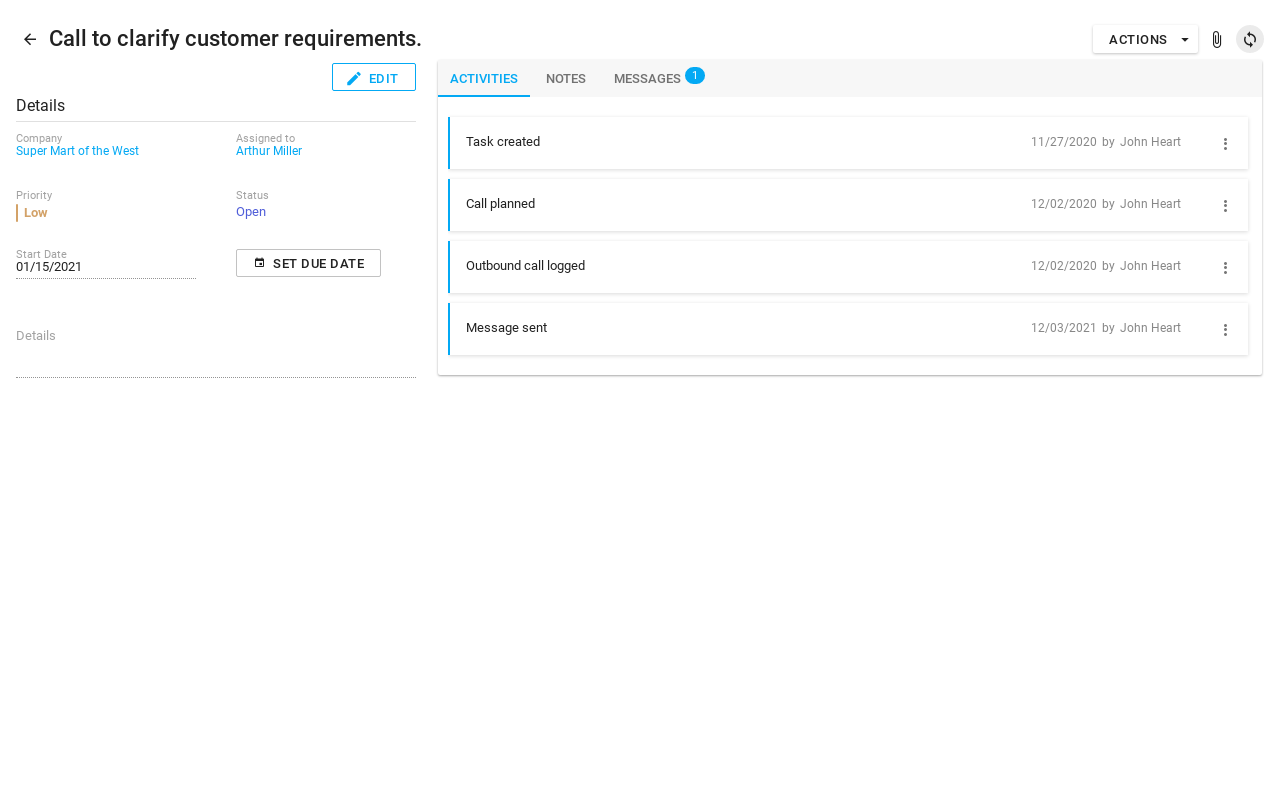 Call to clarify customer requirements.
ACTIONS
EDIT
Details
Company
Super Mart of the West
Assigned to
Arthur Miller
Priority
Low
Status
Open
Start Date
01/15/2021
SET DUE DATE
Details
ACTIVITIES NOTES MESSAGES 1
Task created 11/27/2020 by John Heart
Call planned 12/02/2020 by John Heart
Outbound call logged 12/02/2020 by John Heart
Message sent 12/03/2021 by John Heart